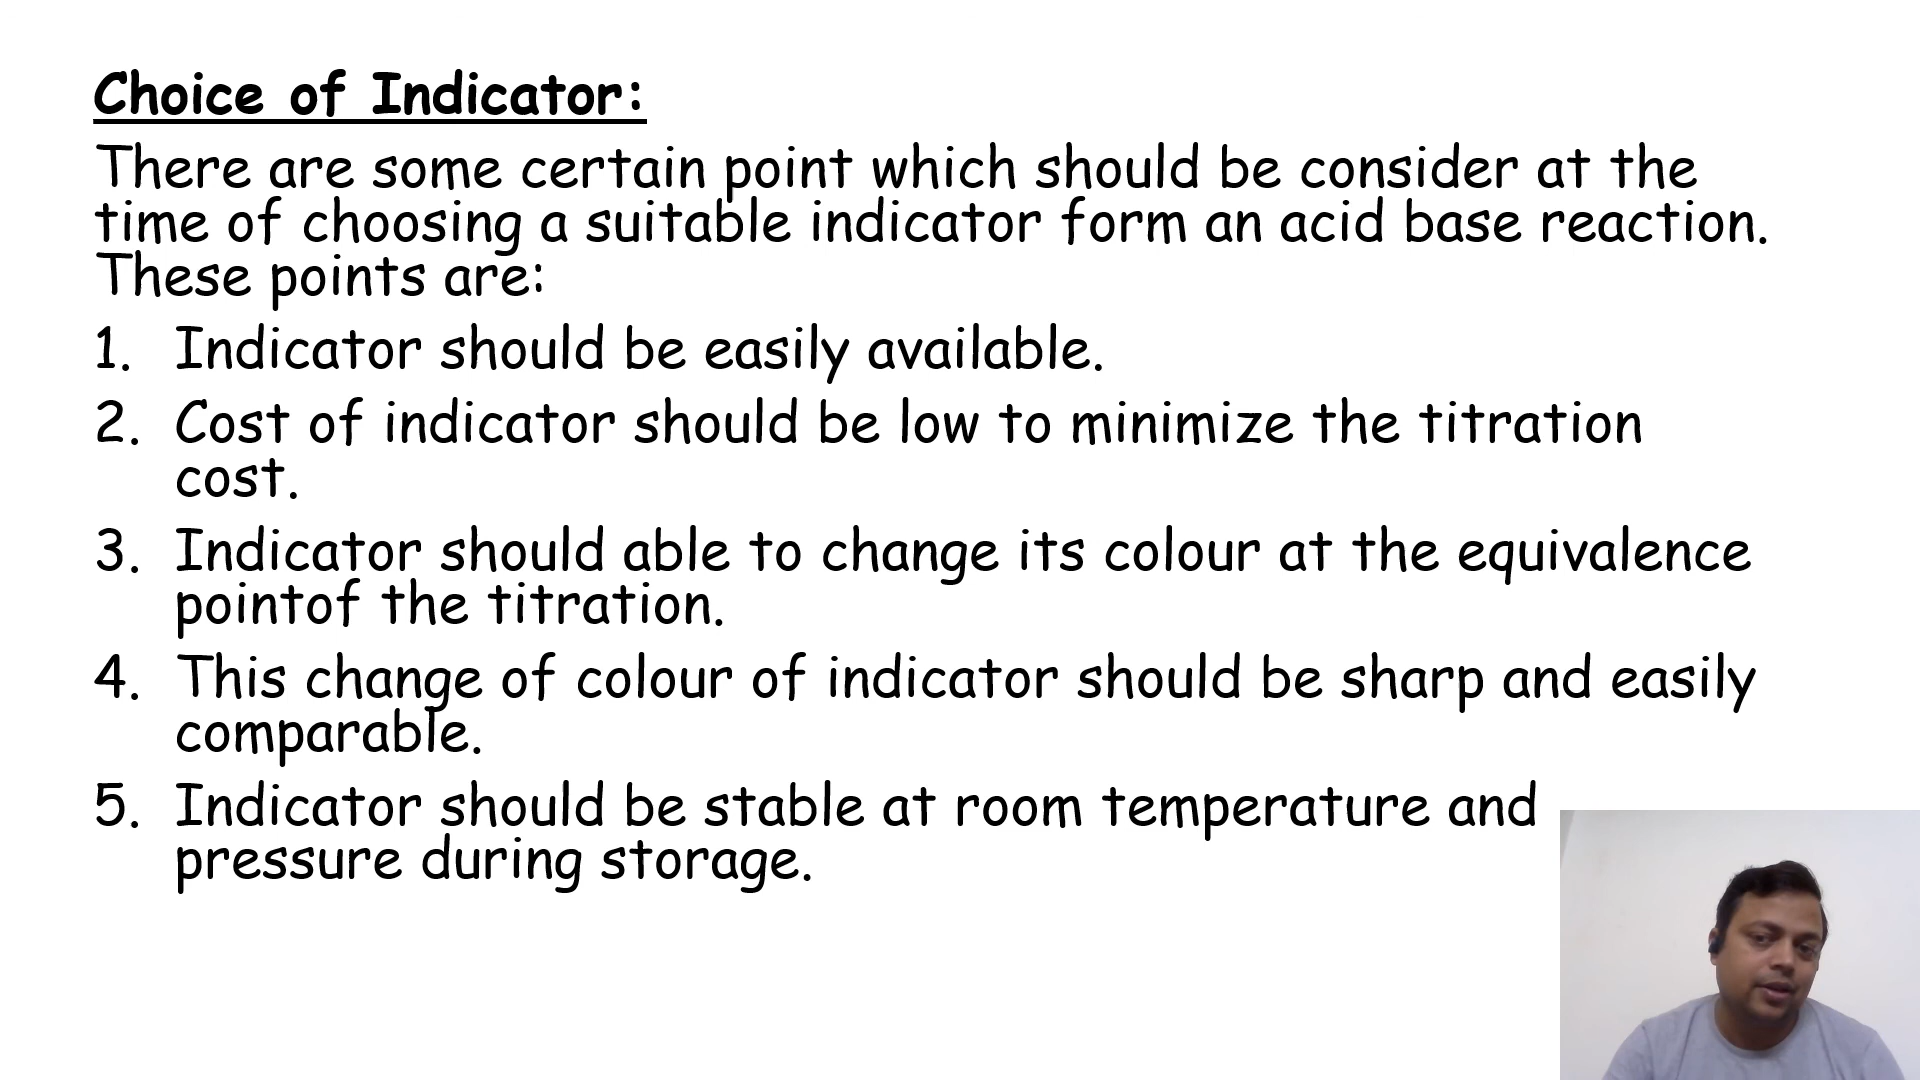 Choice of Indicator:
There are some certain point which should be consider at the
time of choosing a suitable indicator form an acid base reaction.
These points are:
1. Indicator should be easily available.
2. Cost of indicator should be low to minimize the titration
cost.
3. Indicator should able to change its colour at the equivalence
pointof the titration.
4. This change of colour of indicator should be sharp and easily
comparable.
5. Indicator should be stable at room temperature and
pressure during storage.